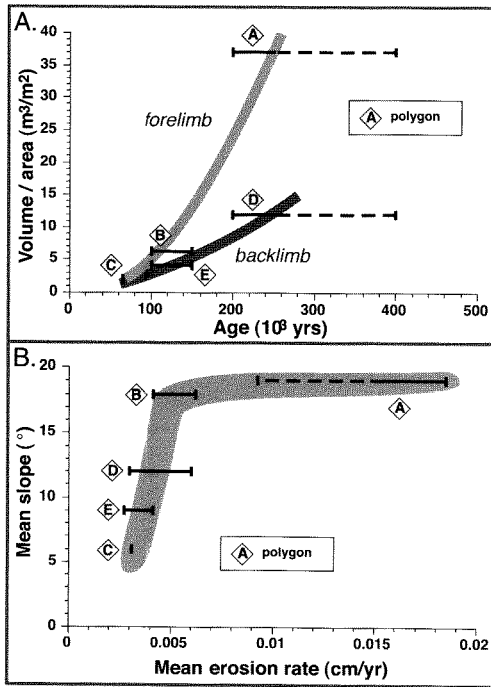 A.
40
35
30
25
20
15
10
5
0
Volume / area (m³/m²)
A
forelimb
A polygon
D
B
C
E
backlimb
0 100 200 300 400 500
Age (10³ yrs)
B.
20
15
10
5
0
Mean slope (°)
B
A
D
E
C
A polygon
0 0.005 0.01 0.015 0.02
Mean erosion rate (cm/yr)